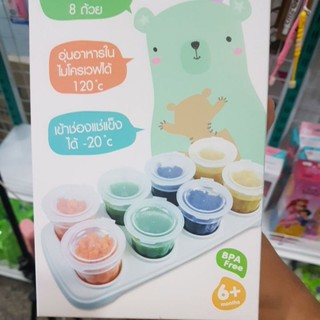 8 ถ้วย
อุ่นอาหารใน
ไมโครเวฟได้
120°c
เข้าช่องแช่แข็ง
ได้ -20°c
BPA
Free
6+
months